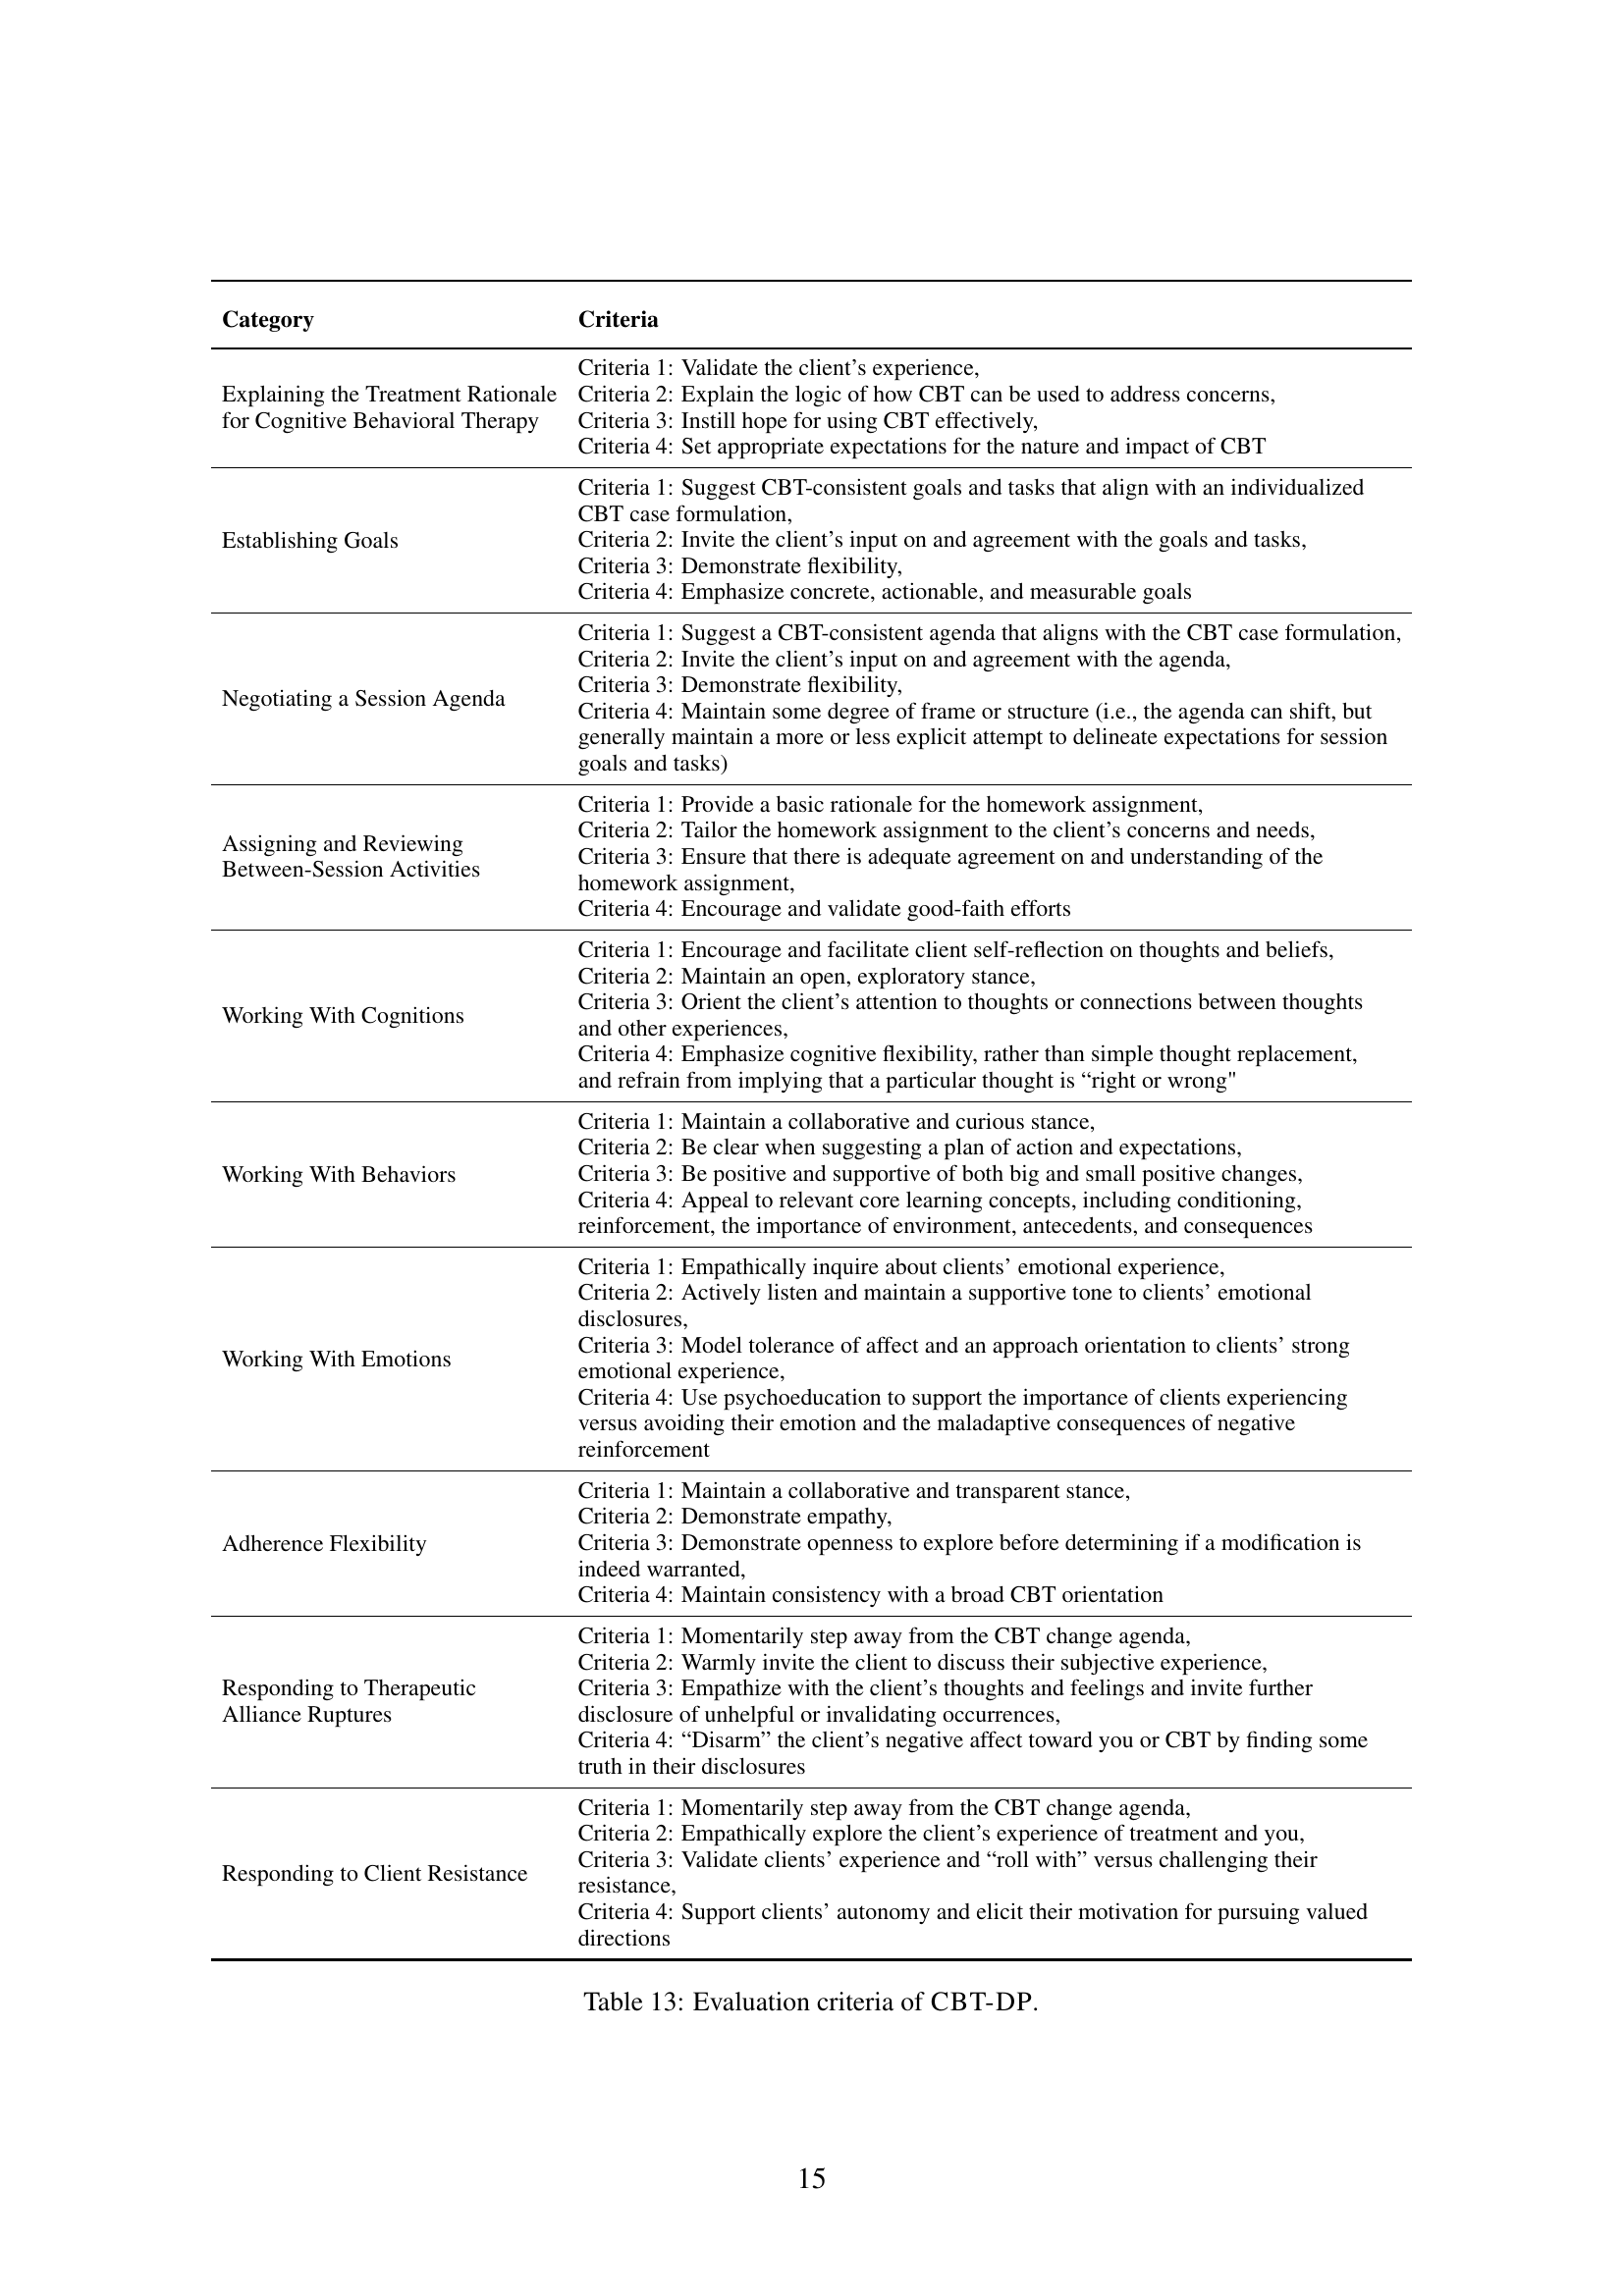 Category Criteria
Explaining the Treatment Rationale
for Cognitive Behavioral Therapy
Criteria 1: Validate the client's experience,
Criteria 2: Explain the logic of how CBT can be used to address concerns,
Criteria 3: Instill hope for using CBT effectively,
Criteria 4: Set appropriate expectations for the nature and impact of CBT
Establishing Goals
Criteria 1: Suggest CBT-consistent goals and tasks that align with an individualized
CBT case formulation,
Criteria 2: Invite the client's input on and agreement with the goals and tasks,
Criteria 3: Demonstrate flexibility,
Criteria 4: Emphasize concrete, actionable, and measurable goals
Negotiating a Session Agenda
Criteria 1: Suggest a CBT-consistent agenda that aligns with the CBT case formulation,
Criteria 2: Invite the client's input on and agreement with the agenda,
Criteria 3: Demonstrate flexibility,
Criteria 4: Maintain some degree of frame or structure (i.e., the agenda can shift, but
generally maintain a more or less explicit attempt to delineate expectations for session
goals and tasks)
Assigning and Reviewing
Between-Session Activities
Criteria 1: Provide a basic rationale for the homework assignment,
Criteria 2: Tailor the homework assignment to the client's concerns and needs,
Criteria 3: Ensure that there is adequate agreement on and understanding of the
homework assignment,
Criteria 4: Encourage and validate good-faith efforts
Working With Cognitions
Criteria 1: Encourage and facilitate client self-reflection on thoughts and beliefs,
Criteria 2: Maintain an open, exploratory stance,
Criteria 3: Orient the client's attention to thoughts or connections between thoughts
and other experiences,
Criteria 4: Emphasize cognitive flexibility, rather than simple thought replacement,
and refrain from implying that a particular thought is “right or wrong"
Working With Behaviors
Criteria 1: Maintain a collaborative and curious stance,
Criteria 2: Be clear when suggesting a plan of action and expectations,
Criteria 3: Be positive and supportive of both big and small positive changes,
Criteria 4: Appeal to relevant core learning concepts, including conditioning,
reinforcement, the importance of environment, antecedents, and consequences
Working With Emotions
Criteria 1: Empathically inquire about clients' emotional experience,
Criteria 2: Actively listen and maintain a supportive tone to clients' emotional
disclosures,
Criteria 3: Model tolerance of affect and an approach orientation to clients' strong
emotional experience,
Criteria 4: Use psychoeducation to support the importance of clients experiencing
versus avoiding their emotion and the maladaptive consequences of negative
reinforcement
Adherence Flexibility
Criteria 1: Maintain a collaborative and transparent stance,
Criteria 2: Demonstrate empathy,
Criteria 3: Demonstrate openness to explore before determining if a modification is
indeed warranted,
Criteria 4: Maintain consistency with a broad CBT orientation
Responding to Therapeutic
Alliance Ruptures
Criteria 1: Momentarily step away from the CBT change agenda,
Criteria 2: Warmly invite the client to discuss their subjective experience,
Criteria 3: Empathize with the client's thoughts and feelings and invite further
disclosure of unhelpful or invalidating occurrences,
Criteria 4: “Disarm” the client's negative affect toward you or CBT by finding some
truth in their disclosures
Responding to Client Resistance
Criteria 1: Momentarily step away from the CBT change agenda,
Criteria 2: Empathically explore the client's experience of treatment and you,
Criteria 3: Validate clients' experience and “roll with” versus challenging their
resistance,
Criteria 4: Support clients' autonomy and elicit their motivation for pursuing valued
directions
Table 13: Evaluation criteria of CBT-DP.
15